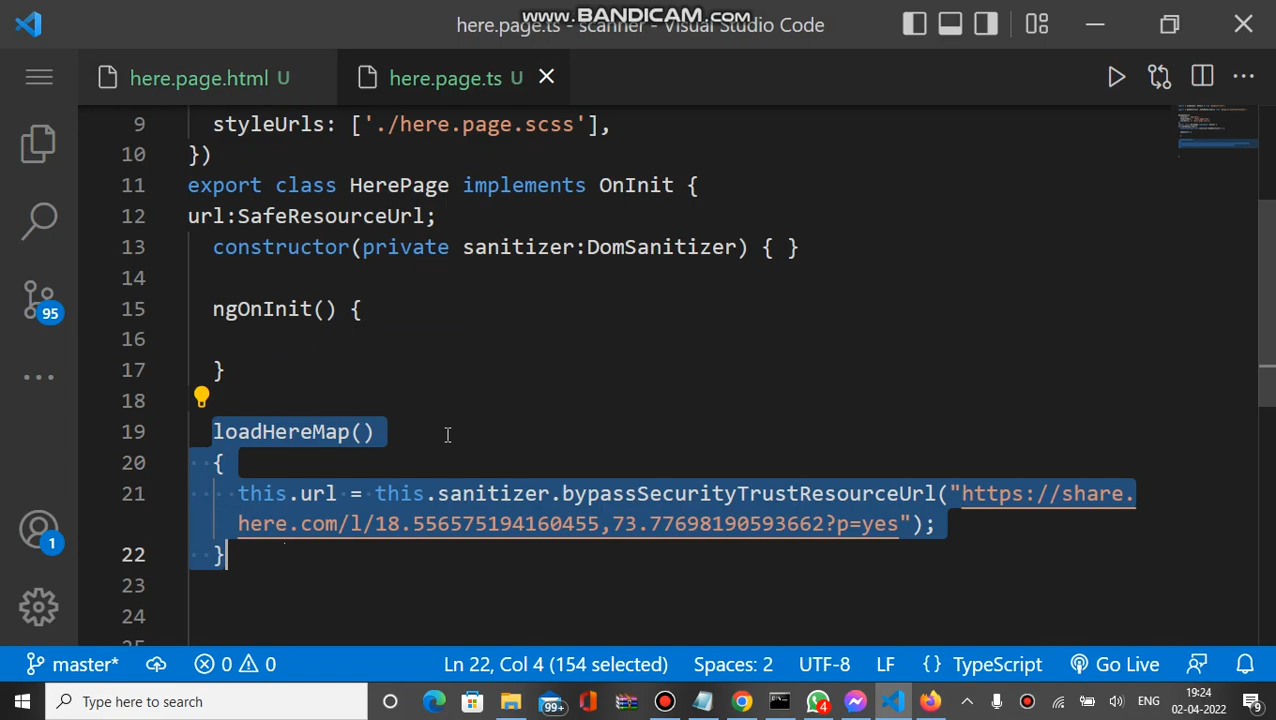 www.BANDICAM.com
here.page.ts - scanner - Visual Studio Code
here.page.html U
here.page.ts U
9 styleUrls: ['./here.page.scss'],
10 })
11 export class HerePage implements OnInit {
12 url:SafeResourceUrl;
13 constructor(private sanitizer:DomSanitizer) { }
14
15 ngOnInit() {
16
17 }
18
19 loadHereMap()
20 {
21 this.url = this.sanitizer.bypassSecurityTrustResourceUrl("https://share.
here.com/l/18.556575194160455,73.77698190593662?p=yes");
22 }
23
24
95
1
master* 0 0 Ln 22, Col 4 (154 selected) Spaces: 2 UTF-8 LF {} TypeScript Go Live
Type here to search
99+
4
ENG
19:24
02-04-2022
9